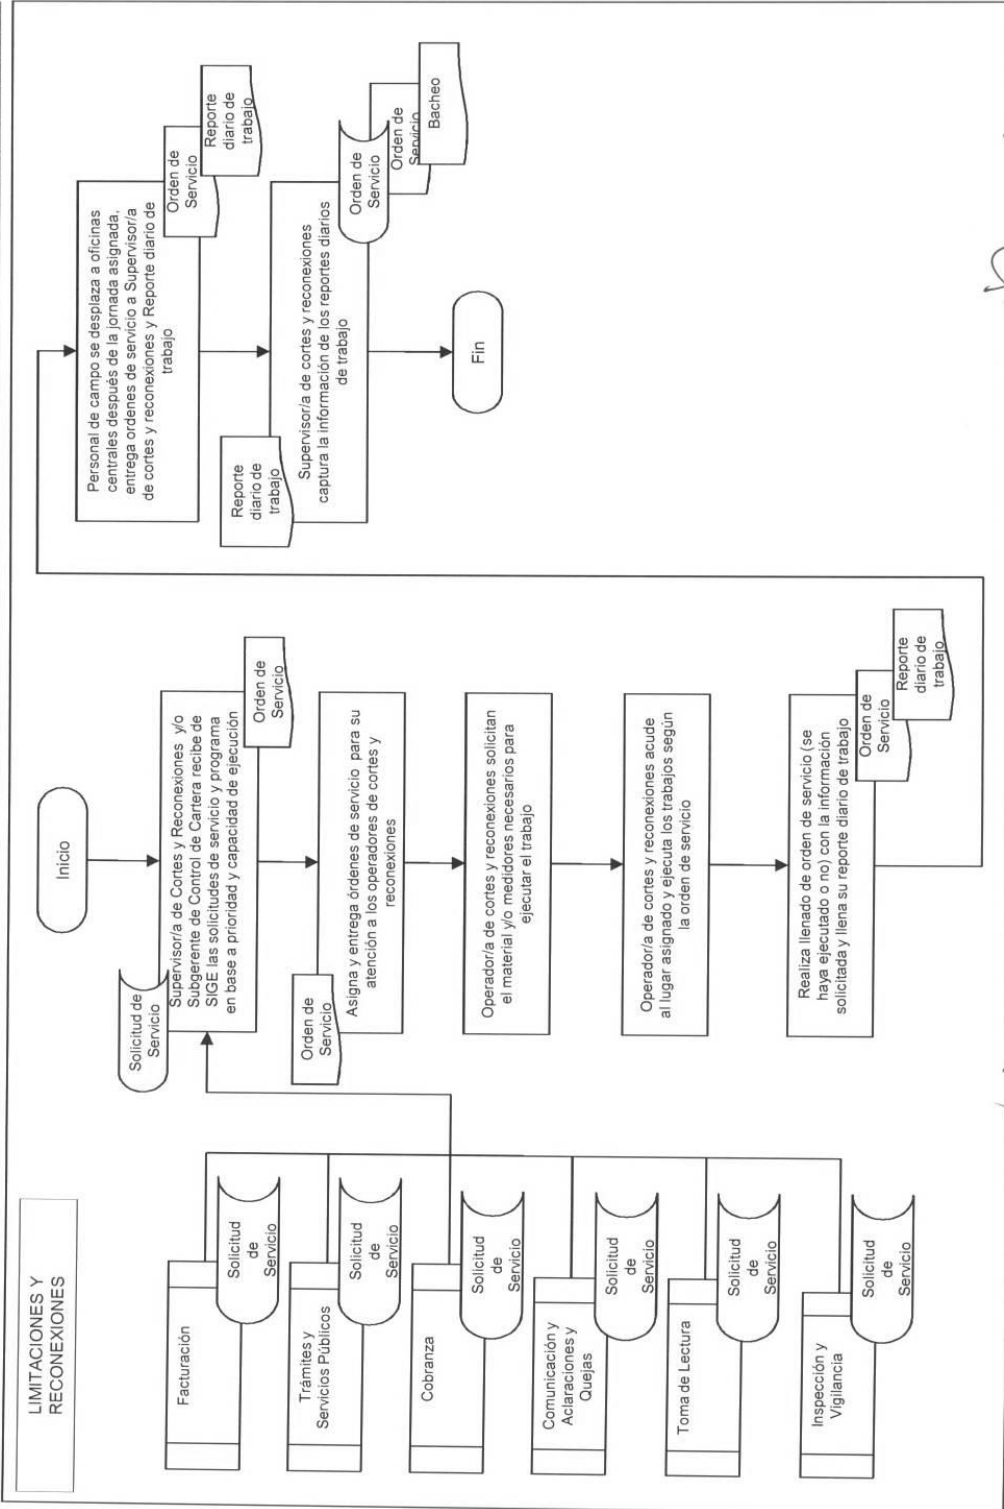 LIMITACIONES Y
RECONEXIONES
Facturación
Solicitud
de
Servicio
Trámites y
Servicios Públicos
Solicitud
de
Servicio
Cobranza
Solicitud
de
Servicio
Comunicación y
Aclaraciones y
Quejas
Solicitud
de
Servicio
Toma de Lectura
Solicitud
de
Servicio
Inspección y
Vigilancia
Solicitud
de
Servicio
Inicio
Solicitud de
Servicio
Supervisor/a de Cortes y Reconexiones y/o
Subgerente de Control de Cartera recibe de
SIGE las solicitudes de servicio y programa
en base a prioridad y capacidad de ejecución
Orden de
Servicio
Orden de
Servicio
Asigna y entrega órdenes de servicio para su
atención a los operadores de cortes y
reconexiones
Operador/a de cortes y reconexiones solicitan
el material y/o medidores necesarios para
ejecutar el trabajo
Operador/a de cortes y reconexiones acude
al lugar asignado y ejecuta los trabajos según
la orden de servicio
Realiza llenado de orden de servicio (se
haya ejecutado o no) con la información
solicitada y llena su reporte diario de trabajo
Orden de
Servicio
Reporte
diario de
trabajo
Personal de campo se desplaza a oficinas
centrales después de la jornada asignada,
entrega ordenes de servicio a Supervisor/a
de cortes y reconexiones y Reporte diario de
trabajo
Orden de
Servicio
Reporte
diario de
trabajo
Reporte
diario de
trabajo
Supervisor/a de cortes y reconexiones
captura la información de los reportes diarios
de trabajo
Orden de
Servicio
Orden de
Servicio
Bacheo
Fin